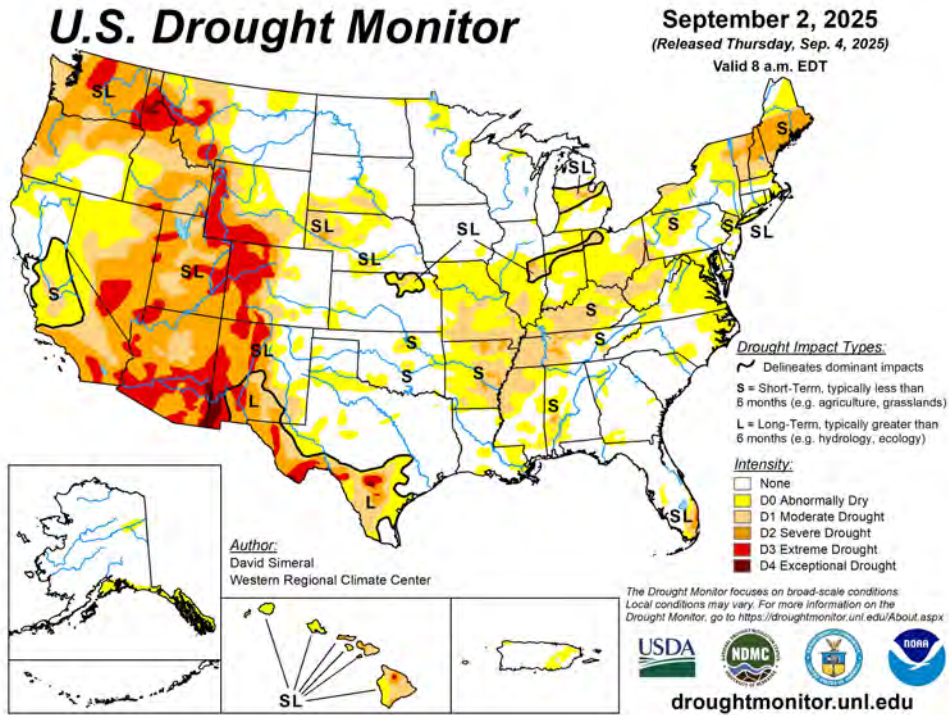 U.S. Drought Monitor
September 2, 2025
(Released Thursday, Sep. 4, 2025)
Valid 8 a.m. EDT
SL
S
SL
SL
SL
SL
S
SL
S
S
SL
S
SL
S
S
S
S
S
S
L
L
SL
Drought Impact Types:
Delineates dominant impacts
S = Short-Term, typically less than
6 months (e.g. agriculture, grasslands)
L = Long-Term, typically greater than
6 months (e.g. hydrology, ecology)
Intensity:
None
D0 Abnormally Dry
D1 Moderate Drought
D2 Severe Drought
D3 Extreme Drought
D4 Exceptional Drought
Author:
David Simeral
Western Regional Climate Center
SL
The Drought Monitor focuses on broad-scale conditions.
Local conditions may vary. For more information on the
Drought Monitor, go to https://droughtmonitor.unl.edu/About.aspx
USDA
NDMC
NOAA
droughtmonitor.unl.edu